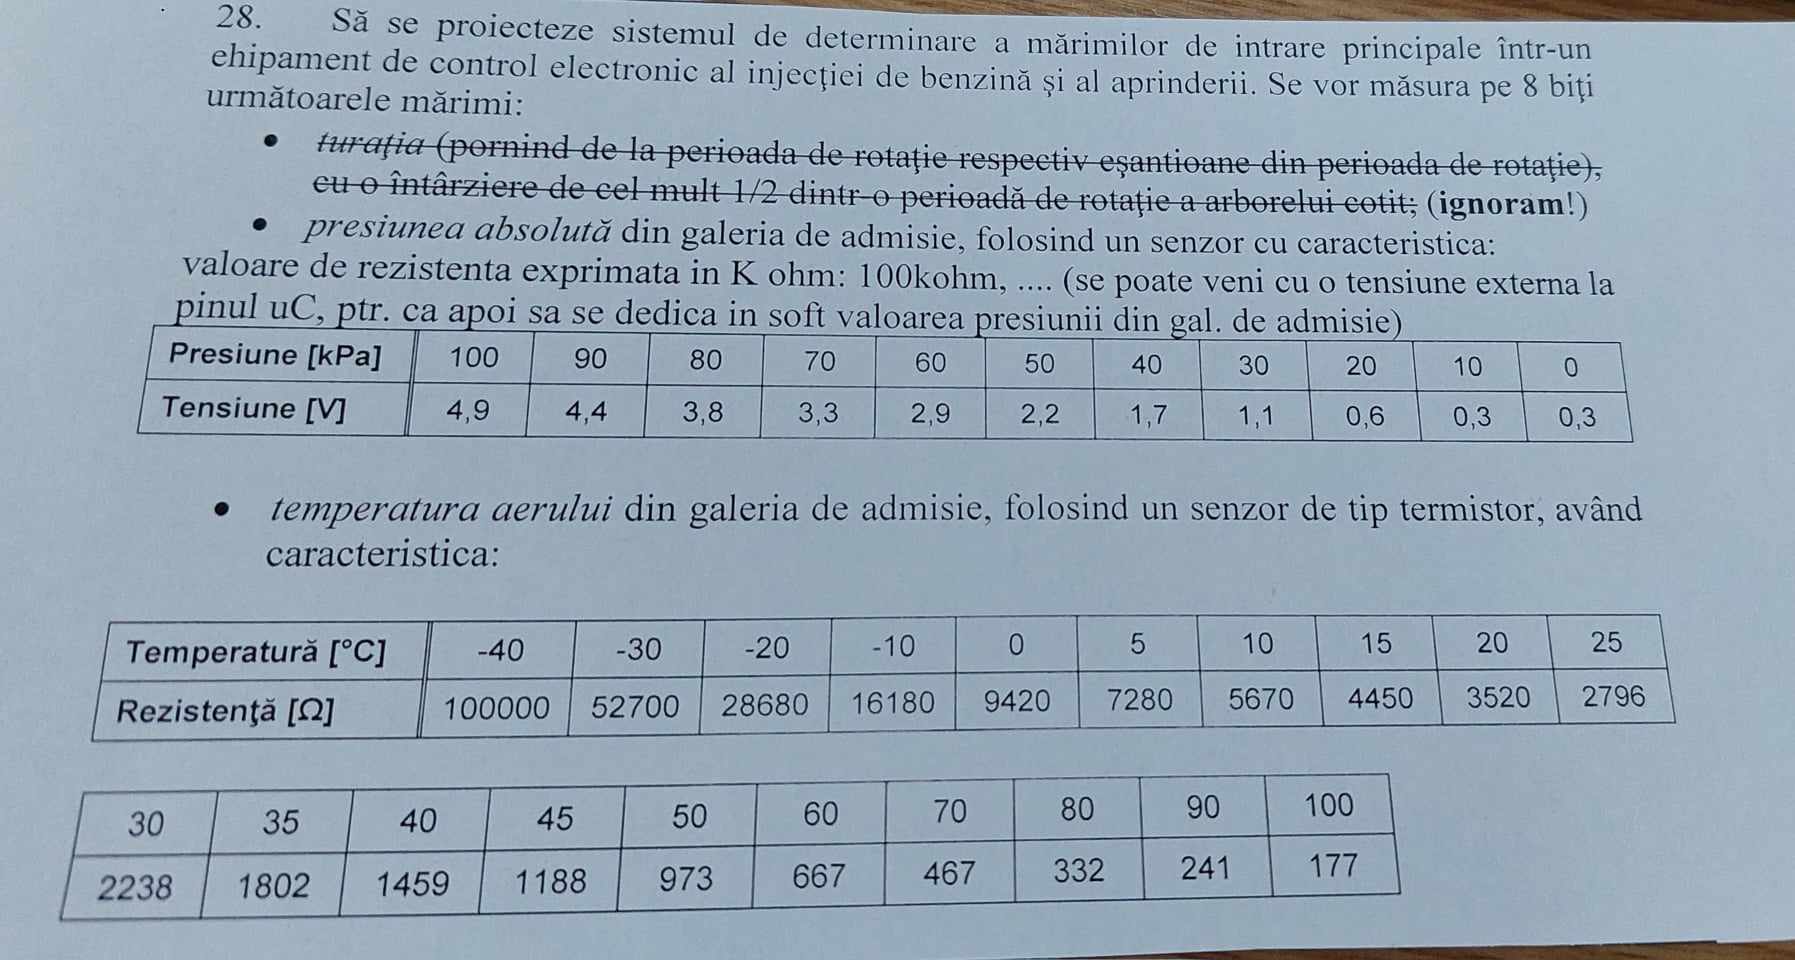 28. Să se proiecteze sistemul de determinare a mărimilor de intrare principale într-un
ehipament de control electronic al injecţiei de benzină şi al aprinderii. Se vor măsura pe 8 biţi
următoarele mărimi:
• turaţia (pornind de la perioada de rotaţie respectiv eşantioane din perioada de rotaţie),
cu o întârziere de cel mult 1/2 dintr-o perioadă de rotaţie a arborelui cotit; (ignoram!)
• presiunea absolută din galeria de admisie, folosind un senzor cu caracteristica:
valoare de rezistenta exprimata in K ohm: 100kohm, .... (se poate veni cu o tensiune externa la
pinul uC, ptr. ca apoi sa se dedica in soft valoarea presiunii din gal. de admisie)
Presiune [kPa] 100 90 80 70 60 50 40 30 20 10 0
Tensiune [V] 4,9 4,4 3,8 3,3 2,9 2,2 1,7 1,1 0,6 0,3 0,3
• temperatura aerului din galeria de admisie, folosind un senzor de tip termistor, având
caracteristica:
Temperatură [°C] -40 -30 -20 -10 0 5 10 15 20 25
Rezistenţă [Ω] 100000 52700 28680 16180 9420 7280 5670 4450 3520 2796
30 35 40 45 50 60 70 80 90 100
2238 1802 1459 1188 973 667 467 332 241 177